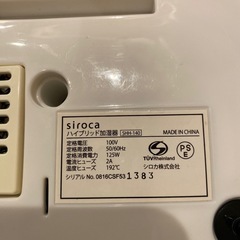 siroca
ハイブリッド加湿器 SHH-140
MADE IN CHINA
定格電圧 100V
定格周波数 50/60Hz
定格消費電力 125W
電流ヒューズ 2A
温度ヒューズ 192℃
TÜVRheinland
PS
E
シロカ株式会社
シリアル No. 0816CSF53 1383